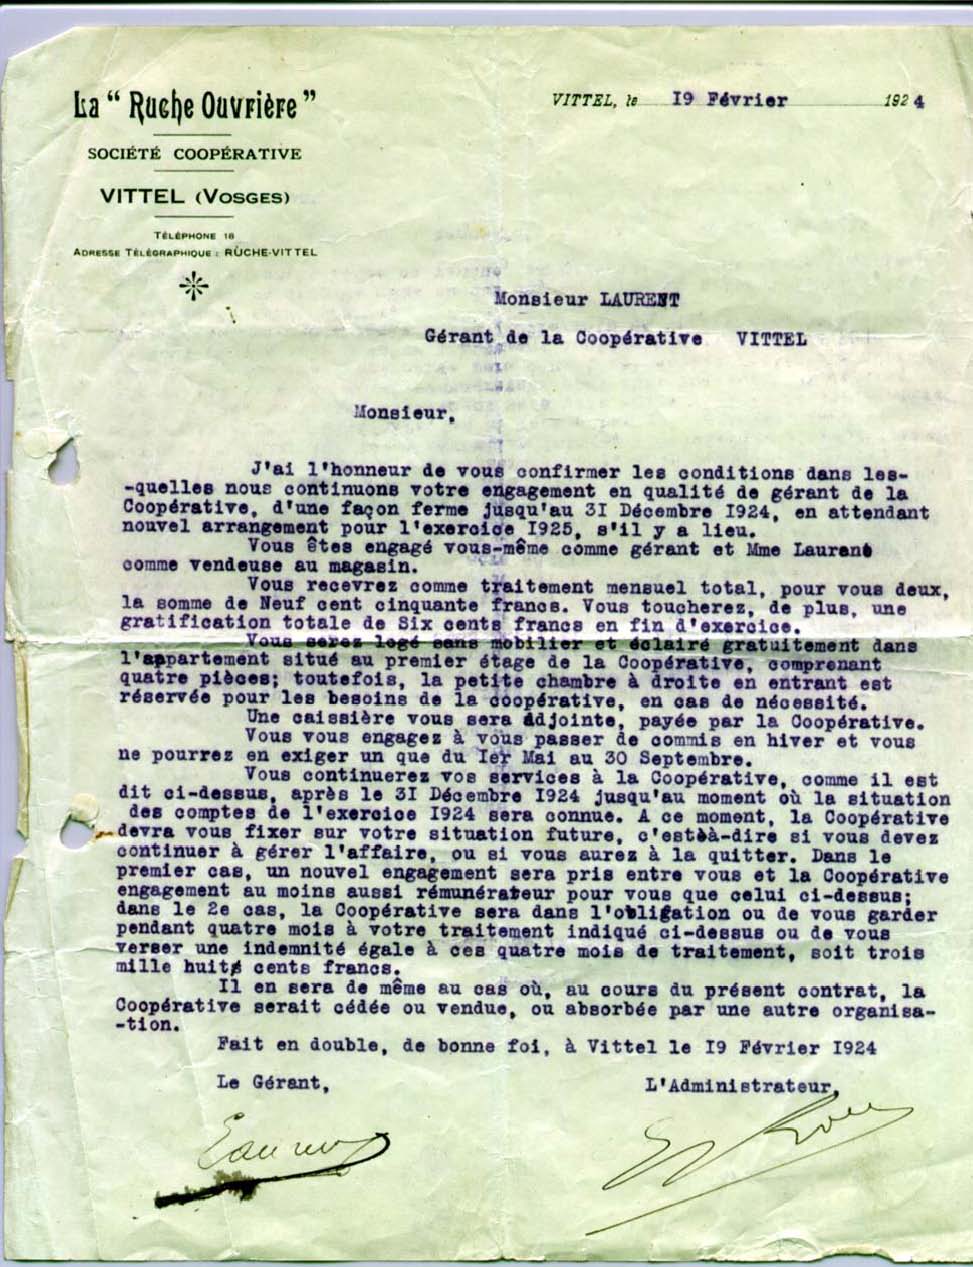 La “ Ruche Ouvrière ”
SOCIÉTÉ COOPÉRATIVE
VITTEL (VOSGES)
TÉLÉPHONE 18
ADRESSE TÉLÉGRAPHIQUE : RÛCHE-VITTEL
VITTEL, le 19 Février 1924
Monsieur LAURENT
Gérant de la Coopérative VITTEL
Monsieur,
J'ai l'honneur de vous confirmer les conditions dans les-
-quelles nous continuons votre engagement en qualité de gérant de la
Coopérative, d'une façon ferme jusqu'au 3I Décembre I924, en attendant
nouvel arrangement pour l'exercice I925, s'il y a lieu.
Vous êtes engagé vous-même comme gérant et Mme Laurent
comme vendeuse au magasin.
Vous recevrez comme traitement mensuel total, pour vous deux,
la somme de Neuf cent cinquante francs. Vous toucherez, de plus, une
gratification totale de Six cents francs en fin d'exercice.
Vous serez logé sans mobilier et éclairé gratuitement dans
l'appartement situé au premier étage de la Coopérative, comprenant
quatre pièces; toutefois, la petite chambre à droite en entrant est
réservée pour les besoins de la coopérative, en cas de nécessité.
Une caissière vous sera adjointe, payée par la Coopérative.
Vous vous engagez à vous passer de commis en hiver et vous
ne pourrez en exiger un que du Ier Mai au 30 Septembre.
Vous continuerez vos services à la Coopérative, comme il est
dit ci-dessus, après le 3I Décembre I924 jusqu'au moment où la situation
des comptes de l'exercice I924 sera connue. A ce moment, la Coopérative
devra vous fixer sur votre situation future, c'està-dire si vous devez
continuer à gérer l'affaire, ou si vous aurez à la quitter. Dans le
premier cas, un nouvel engagement sera pris entre vous et la Coopérative
engagement au moins aussi rémunérateur pour vous que celui ci-dessus;
dans le 2e cas, la Coopérative sera dans l'obligation ou de vous garder
pendant quatre mois à votre traitement indiqué ci-dessus ou de vous
verser une indemnité égale à ces quatre mois de traitement, soit trois
mille huit cents francs.
Il en sera de même au cas où, au cours du présent contrat, la
Coopérative serait cédée ou vendue, ou absorbée par une autre organisa-
-tion.
Fait en double, de bonne foi, à Vittel le I9 Février I924
Le Gérant,
L'Administrateur,